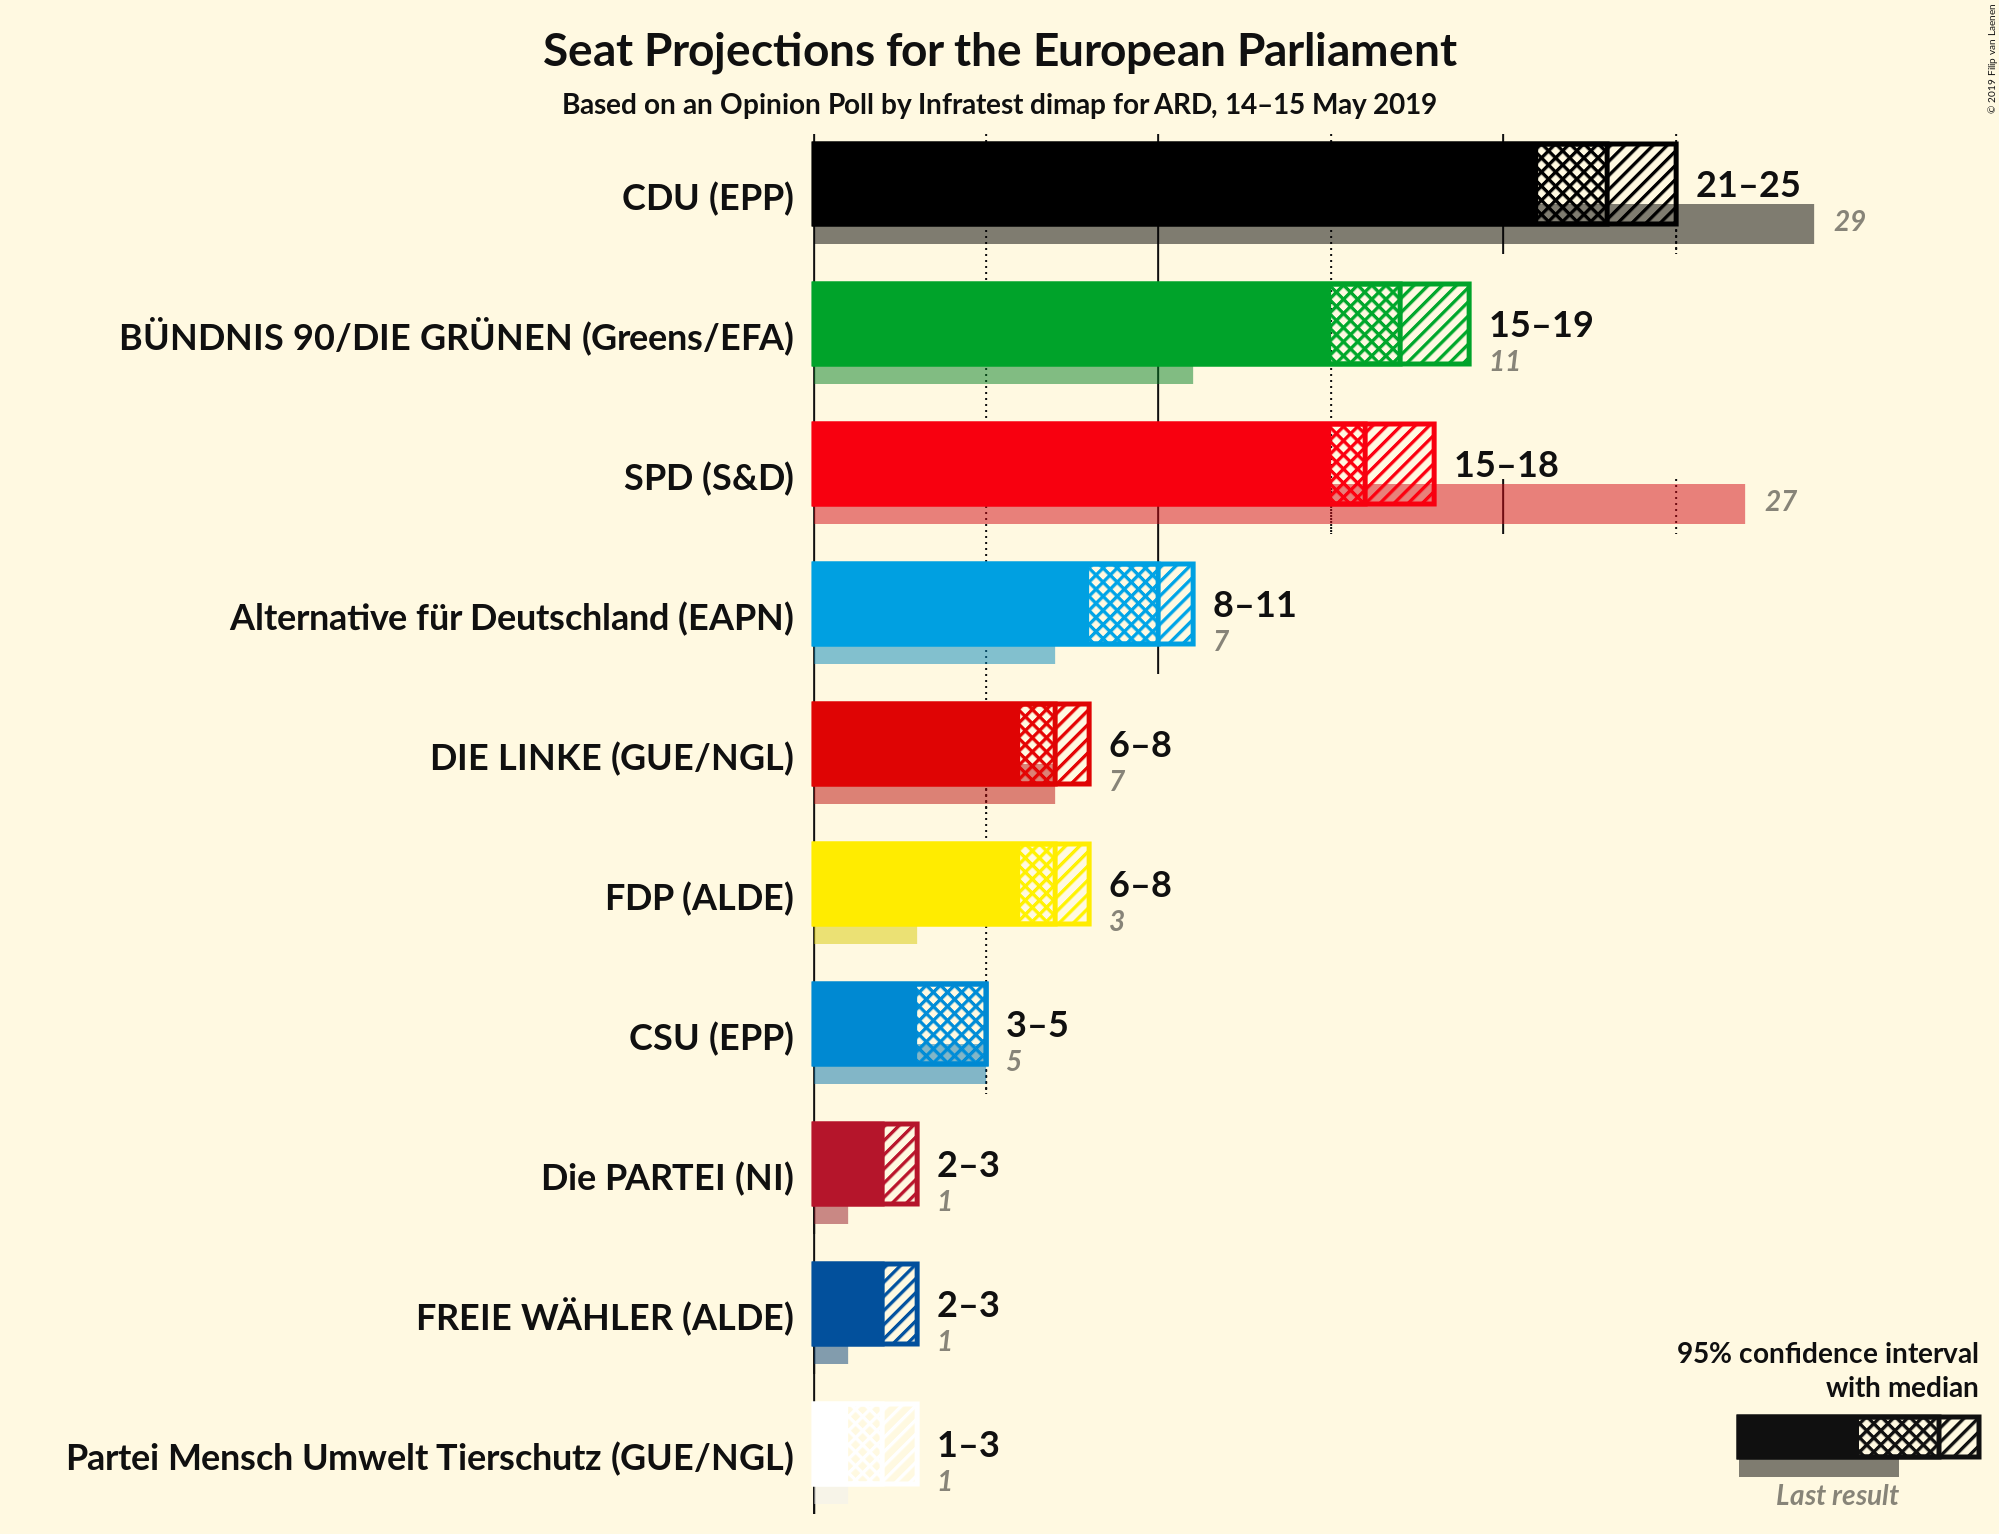 Seat Projections for the European Parliament
Based on an Opinion Poll by Infratest dimap for ARD, 14–15 May 2019
© 2019 Filip van Laenen
CDU (EPP)
21–25
29
BÜNDNIS 90/DIE GRÜNEN (Greens/EFA)
15–19
11
SPD (S&D)
15–18
27
Alternative für Deutschland (EAPN)
8–11
7
DIE LINKE (GUE/NGL)
6–8
7
FDP (ALDE)
6–8
3
CSU (EPP)
3–5
5
Die PARTEI (NI)
2–3
1
FREIE WÄHLER (ALDE)
2–3
1
Partei Mensch Umwelt Tierschutz (GUE/NGL)
1–3
1
95% confidence interval
with median
Last result